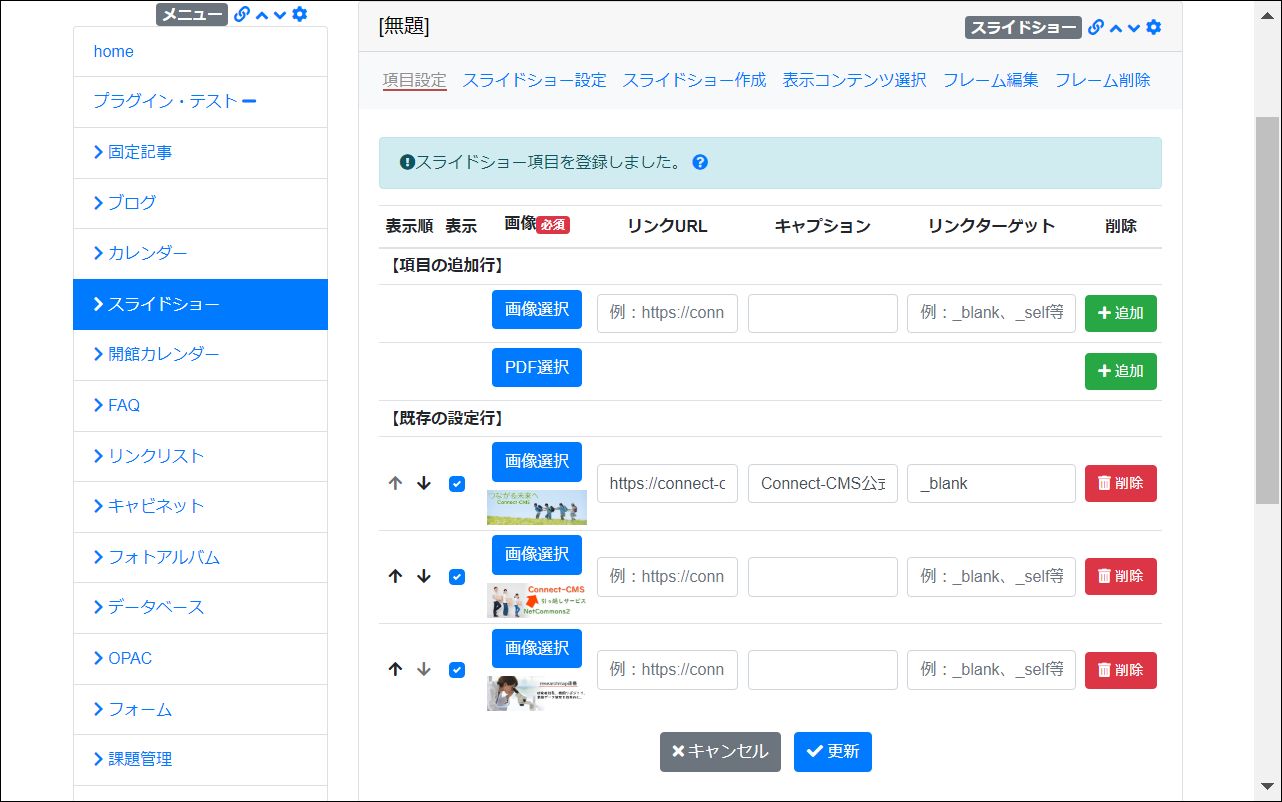 メニュー
home
プラグイン・テスト
固定記事
ブログ
カレンダー
スライドショー
開館カレンダー
FAQ
リンクリスト
キャビネット
フォトアルバム
データベース
OPAC
フォーム
課題管理
[無題]
スライドショー
項目設定 スライドショー設定 スライドショー作成 表示コンテンツ選択 フレーム編集 フレーム削除
スライドショー項目を登録しました。
表示順 表示 画像 必須 リンクURL キャプション リンクターゲット 削除
【項目の追加行】
画像選択 例：https://conn 例：_blank、_self等 追加
PDF選択 追加
【既存の設定行】
画像選択
つながる未来へ
Connect-CMS
https://connect-c Connect-CMS公式 _blank 削除
画像選択
Connect-CMS
引っ越しサービス
NetCommons2
例：https://conn 例：_blank、_self等 削除
画像選択
researchmap
例：https://conn 例：_blank、_self等 削除
キャンセル 更新